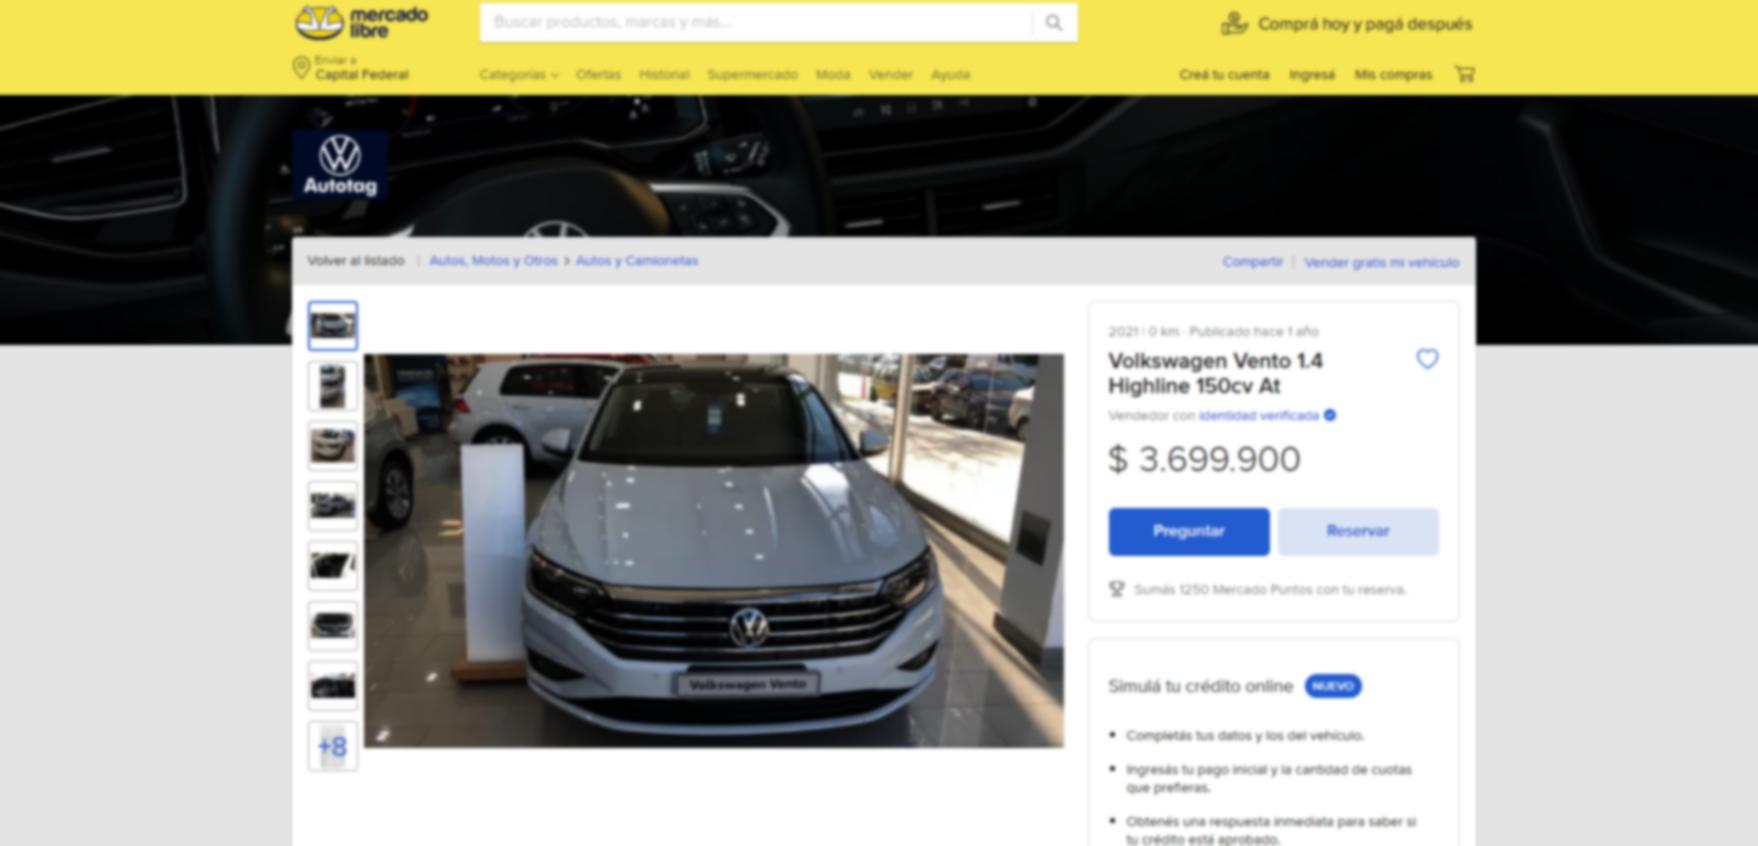 mercado
libre
Buscar productos, marcas y más...
Comprá hoy y pagá después
Enviar a
Capital Federal
Categorías Ofertas Historial Supermercado Moda Vender Ayuda
Creá tu cuenta Ingresá Mis compras
Autotag
Volver al listado | Autos, Motos y Otros > Autos y Camionetas
Compartir | Vender gratis mi vehículo
2021 | 0 km · Publicado hace 1 año
Volkswagen Vento 1.4
Highline 150cv At
Vendedor con identidad verificada
$ 3.699.900
Preguntar Reservar
Sumás 1250 Mercado Puntos con tu reserva.
Volkswagen Vento
+8
Simulá tu crédito online NUEVO
• Completás tus datos y los del vehículo.
• Ingresás tu pago inicial y la cantidad de cuotas
que prefieras.
• Obtenés una respuesta inmediata para saber si
tu crédito está aprobado.